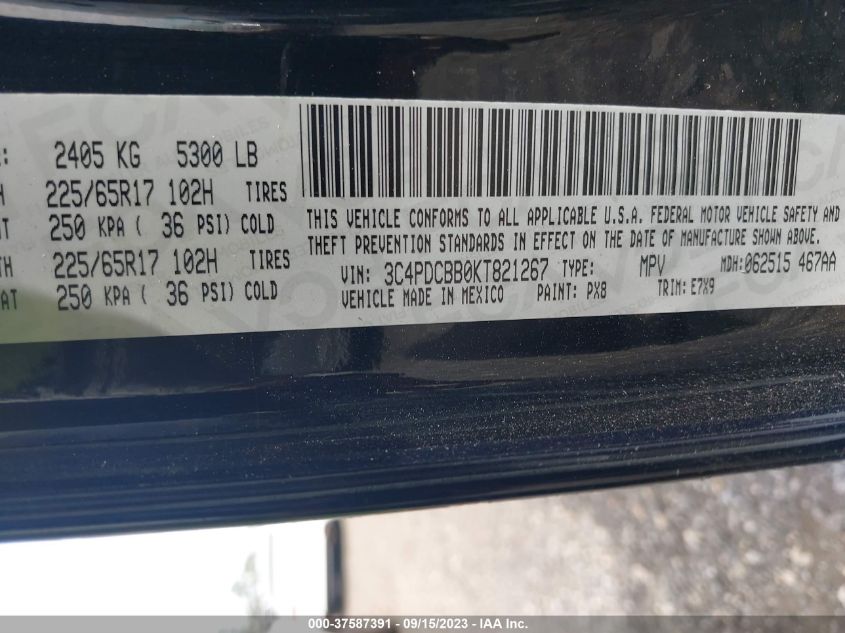 2405 KG 5300 LB
225/65R17 102H TIRES
250 KPA ( 36 PSI) COLD
225/65R17 102H TIRES
250 KPA ( 36 PSI) COLD
THIS VEHICLE CONFORMS TO ALL APPLICABLE U.S.A. FEDERAL MOTOR VEHICLE SAFETY AND
THEFT PREVENTION STANDARDS IN EFFECT ON THE DATE OF MANUFACTURE SHOWN ABOVE.
VIN: 3C4PDCBB0KT821267 TYPE: MPV MDH:062515 467AA
VEHICLE MADE IN MEXICO PAINT: PX8 TRIM: E7X9
000-37587391 - 09/15/2023 - IAA Inc.